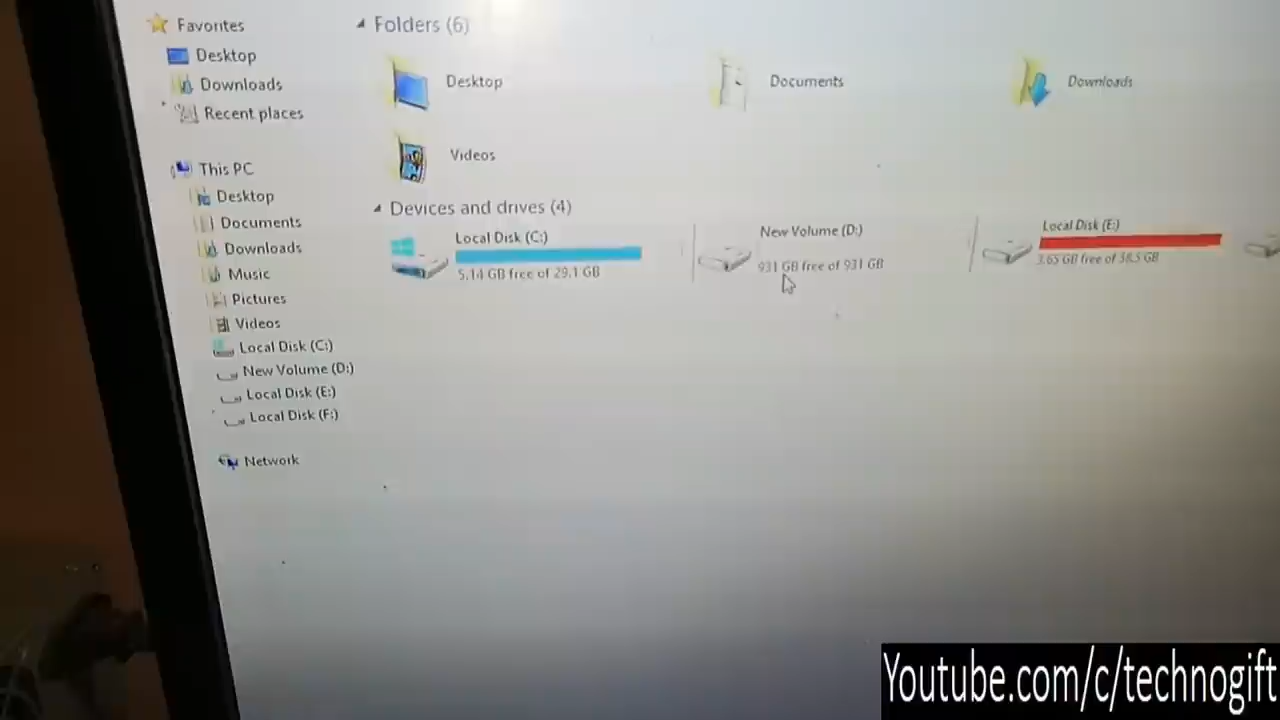 Favorites
Desktop
Downloads
Recent places
This PC
Desktop
Documents
Downloads
Music
Pictures
Videos
Local Disk (C:)
New Volume (D:)
Local Disk (E:)
Local Disk (F:)
Network
Folders (6)
Desktop
Documents
Downloads
Videos
Devices and drives (4)
Local Disk (C:)
5.14 GB free of 29.1 GB
New Volume (D:)
931 GB free of 931 GB
Local Disk (E:)
3.65 GB free of 38.5 GB
Youtube.com/c/technogift